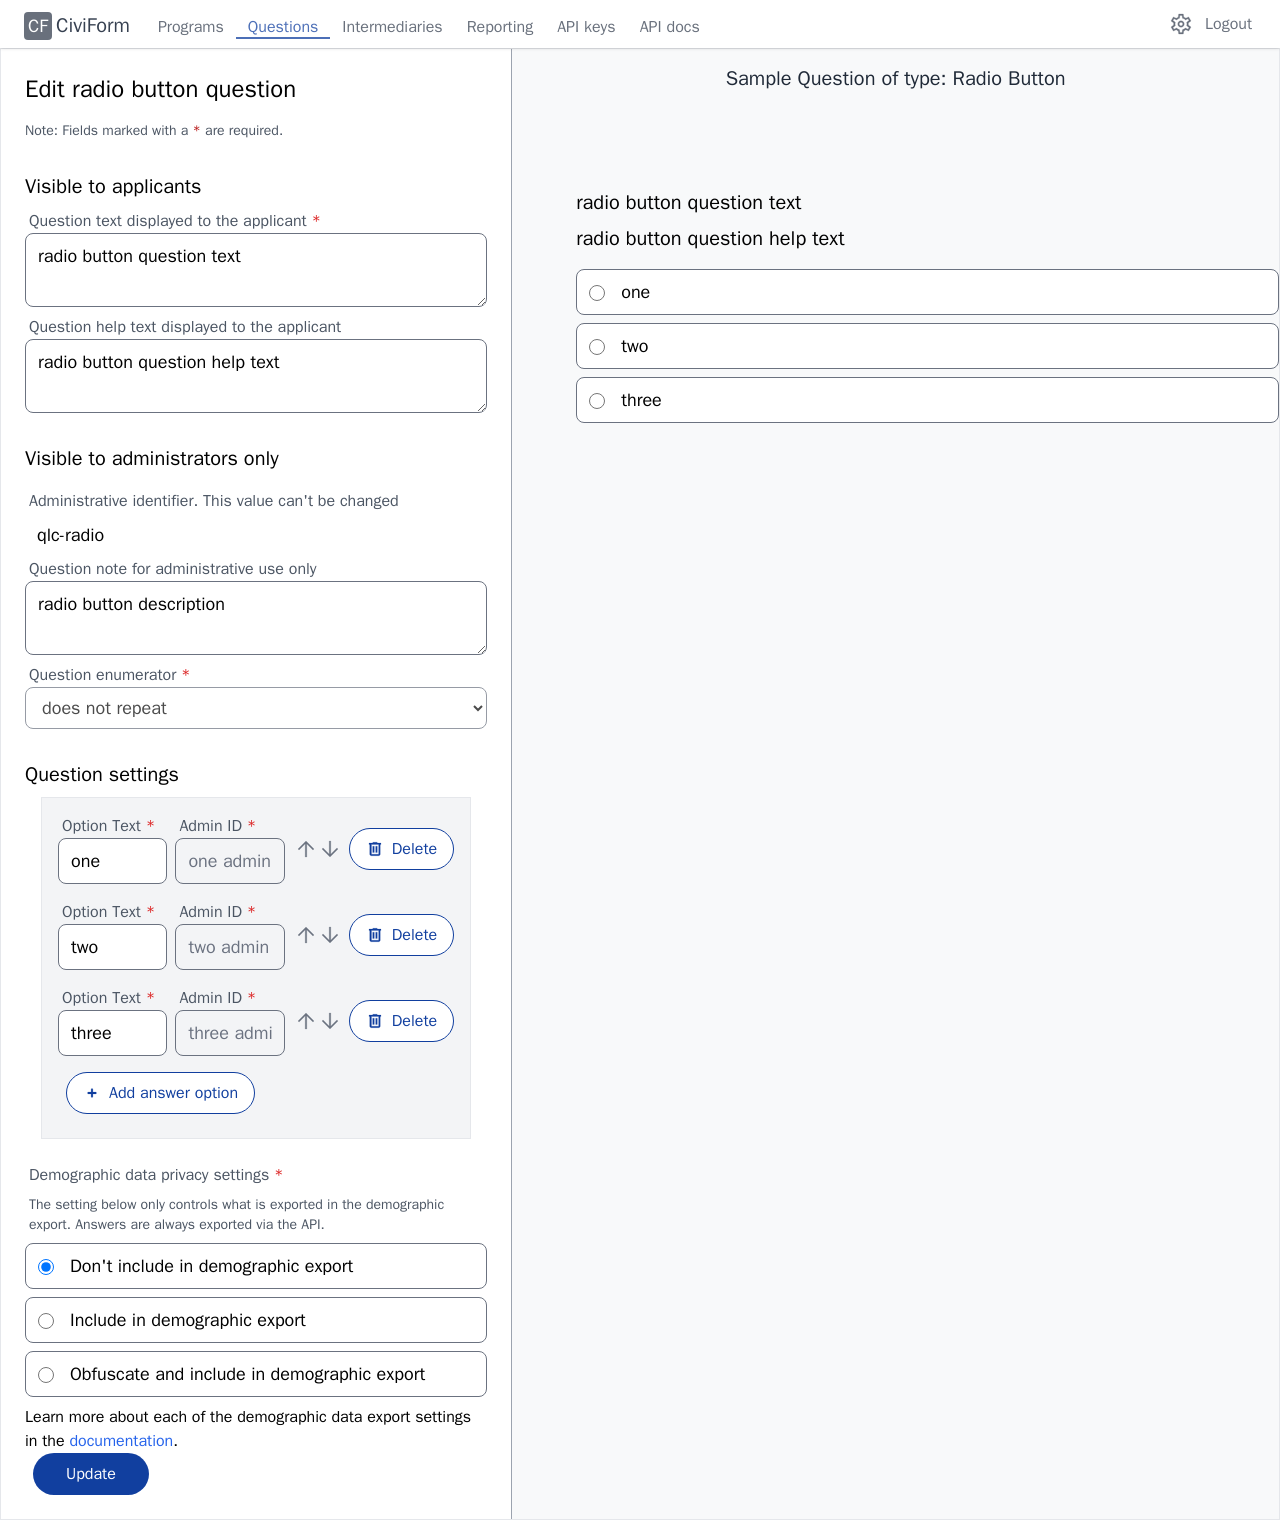 CF CiviForm Programs Questions Intermediaries Reporting API keys API docs Logout
Edit radio button question
Note: Fields marked with a * are required.
Visible to applicants
Question text displayed to the applicant *
radio button question text
Question help text displayed to the applicant
radio button question help text
Visible to administrators only
Administrative identifier. This value can't be changed
qlc-radio
Question note for administrative use only
radio button description
Question enumerator *
does not repeat
Question settings
Option Text * Admin ID *
one one admin Delete
Option Text * Admin ID *
two two admin Delete
Option Text * Admin ID *
three three admi Delete
+ Add answer option
Demographic data privacy settings *
The setting below only controls what is exported in the demographic
export. Answers are always exported via the API.
Don't include in demographic export
Include in demographic export
Obfuscate and include in demographic export
Learn more about each of the demographic data export settings
in the documentation.
Update
Sample Question of type: Radio Button
radio button question text
radio button question help text
one
two
three